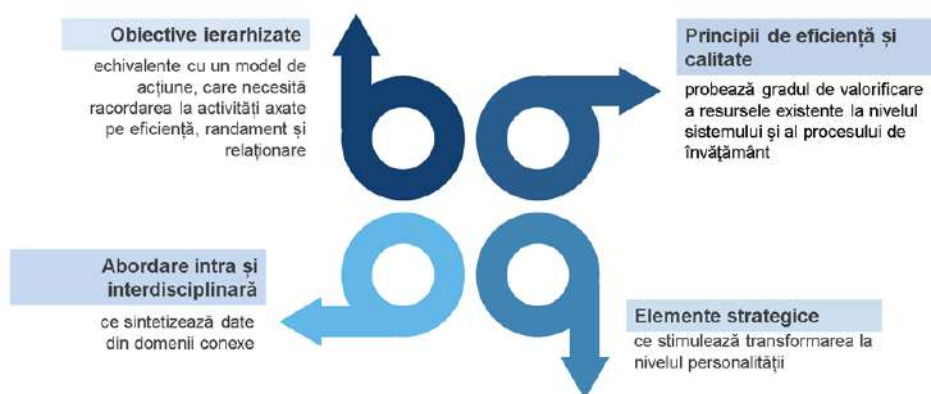 Obiective ierarhizate
echivalente cu un model de
acțiune, care necesită
racordarea la activități axate
pe eficiență, randament și
relaționare
Principii de eficiență și
calitate
probează gradul de valorificare
a resursele existente la nivelul
sistemului și al procesului de
învăţământ
Abordare intra și
interdisciplinară
ce sintetizează date
din domenii conexe
Elemente strategice
ce stimulează transformarea la
nivelul personalității